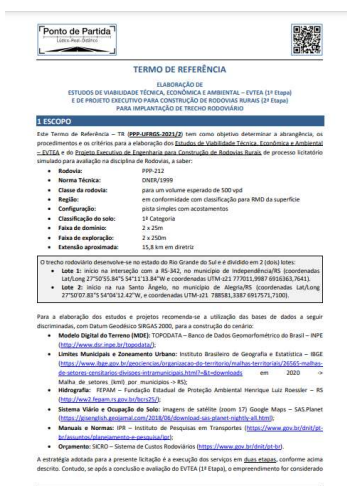 Ponto de Partida
Lúdico-Real-Didático
TERMO DE REFERÊNCIA
ELABORAÇÃO DE
ESTUDOS DE VIABILIDADE TÉCNICA, ECONÔMICA E AMBIENTAL – EVTEA (1ª Etapa)
E DE PROJETO EXECUTIVO PARA CONSTRUÇÃO DE RODOVIAS RURAIS (2ª Etapa)
PARA IMPLANTAÇÃO DE TRECHO RODOVIÁRIO
1 ESCOPO
Este Termo de Referência – TR (PPP-UFRGS-2021/2) tem como objetivo determinar a abrangência, os
procedimentos e os critérios para a elaboração dos Estudos de Viabilidade Técnica, Econômica e Ambiental
– EVTEA e do Projeto Executivo de Engenharia para Construção de Rodovias Rurais de processo licitatório
simulado para avaliação na disciplina de Rodovias, a saber:
• Rodovia: PPP-212
• Norma Técnica: DNER/1999
• Classe da rodovia: para um volume esperado de 500 vpd
• Região: em conformidade com classificação para RMD da superfície
• Configuração: pista simples com acostamentos
• Classificação do solo: 1ª Categoria
• Faixa de domínio: 2 x 25m
• Faixa de exploração: 2 x 250m
• Extensão aproximada: 15,8 km em diretriz
O trecho rodoviário desenvolve-se no estado do Rio Grande do Sul e é dividido em 2 (dois) lotes:
• Lote 1: início na interseção com a RS-342, no município de Independência/RS (coordenadas
Lat/Long 27°50'55.84"S 54°11'13.84"W e coordenadas UTM-z21 777011,9987 6916363,7641).
• Lote 2: início na rua Santo Ângelo, no município de Alegria/RS (coordenadas Lat/Long
27°50'07.83"S 54°04'12.42"W, e coordenadas UTM-z21 788581,3387 6917571,7100).
Para a elaboração dos estudos e projetos recomenda-se a utilização das bases de dados a seguir
discriminadas, com Datum Geodésico SIRGAS 2000, para a construção do cenário:
• Modelo Digital do Terreno (MDE): TOPODATA – Banco de Dados Geomorfométrico do Brasil – INPE
(http://www.dsr.inpe.br/topodata/);
• Limites Municipais e Zoneamento Urbano: Instituto Brasileiro de Geografia e Estatística – IBGE
(https://www.ibge.gov.br/geociencias/organizacao-do-territorio/malhas-territoriais/26565-malhas-
de-setores-censitarios-divisoes-intramunicipais.html?=&t=downloads em 2020 ->
Malha_de_setores (kml) por municípios -> RS);
• Hidrografia: FEPAM – Fundação Estadual de Proteção Ambiental Henrique Luiz Roessler – RS
(http://ww2.fepam.rs.gov.br/bcrs25/);
• Sistema Viário e Ocupação do Solo: imagens de satélite (room 17) Google Maps – SAS.Planet
(https://gisenglish.geojamal.com/2018/06/download-sas-planet-nightly-all.html);
• Manuais e Normas: IPR – Instituto de Pesquisas em Transportes (https://www.gov.br/dnit/pt-
br/assuntos/planejamento-e-pesquisa/ipr);
• Orçamento: SICRO – Sistema de Custos Rodoviários (https://www.gov.br/dnit/pt-br).
A estratégia adotada para a presente licitação é a execução dos serviços em duas etapas, conforme acima
descrito. Contudo, se após a conclusão e avaliação do EVTEA (1ª Etapa), o empreendimento for considerado